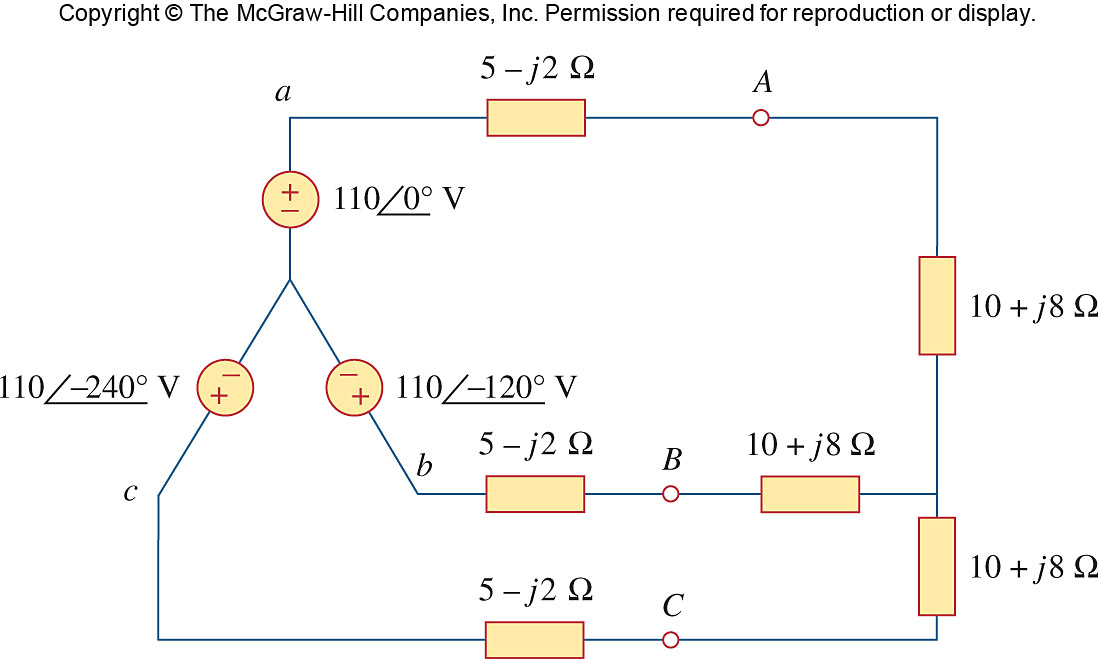 Copyright © The McGraw-Hill Companies, Inc. Permission required for reproduction or display.
5 – j2 Ω
A
a
+
–
110∠0° V
10 + j8 Ω
110∠–240° V
–
+
–
+
110∠–120° V
5 – j2 Ω
B
10 + j8 Ω
b
c
10 + j8 Ω
5 – j2 Ω
C